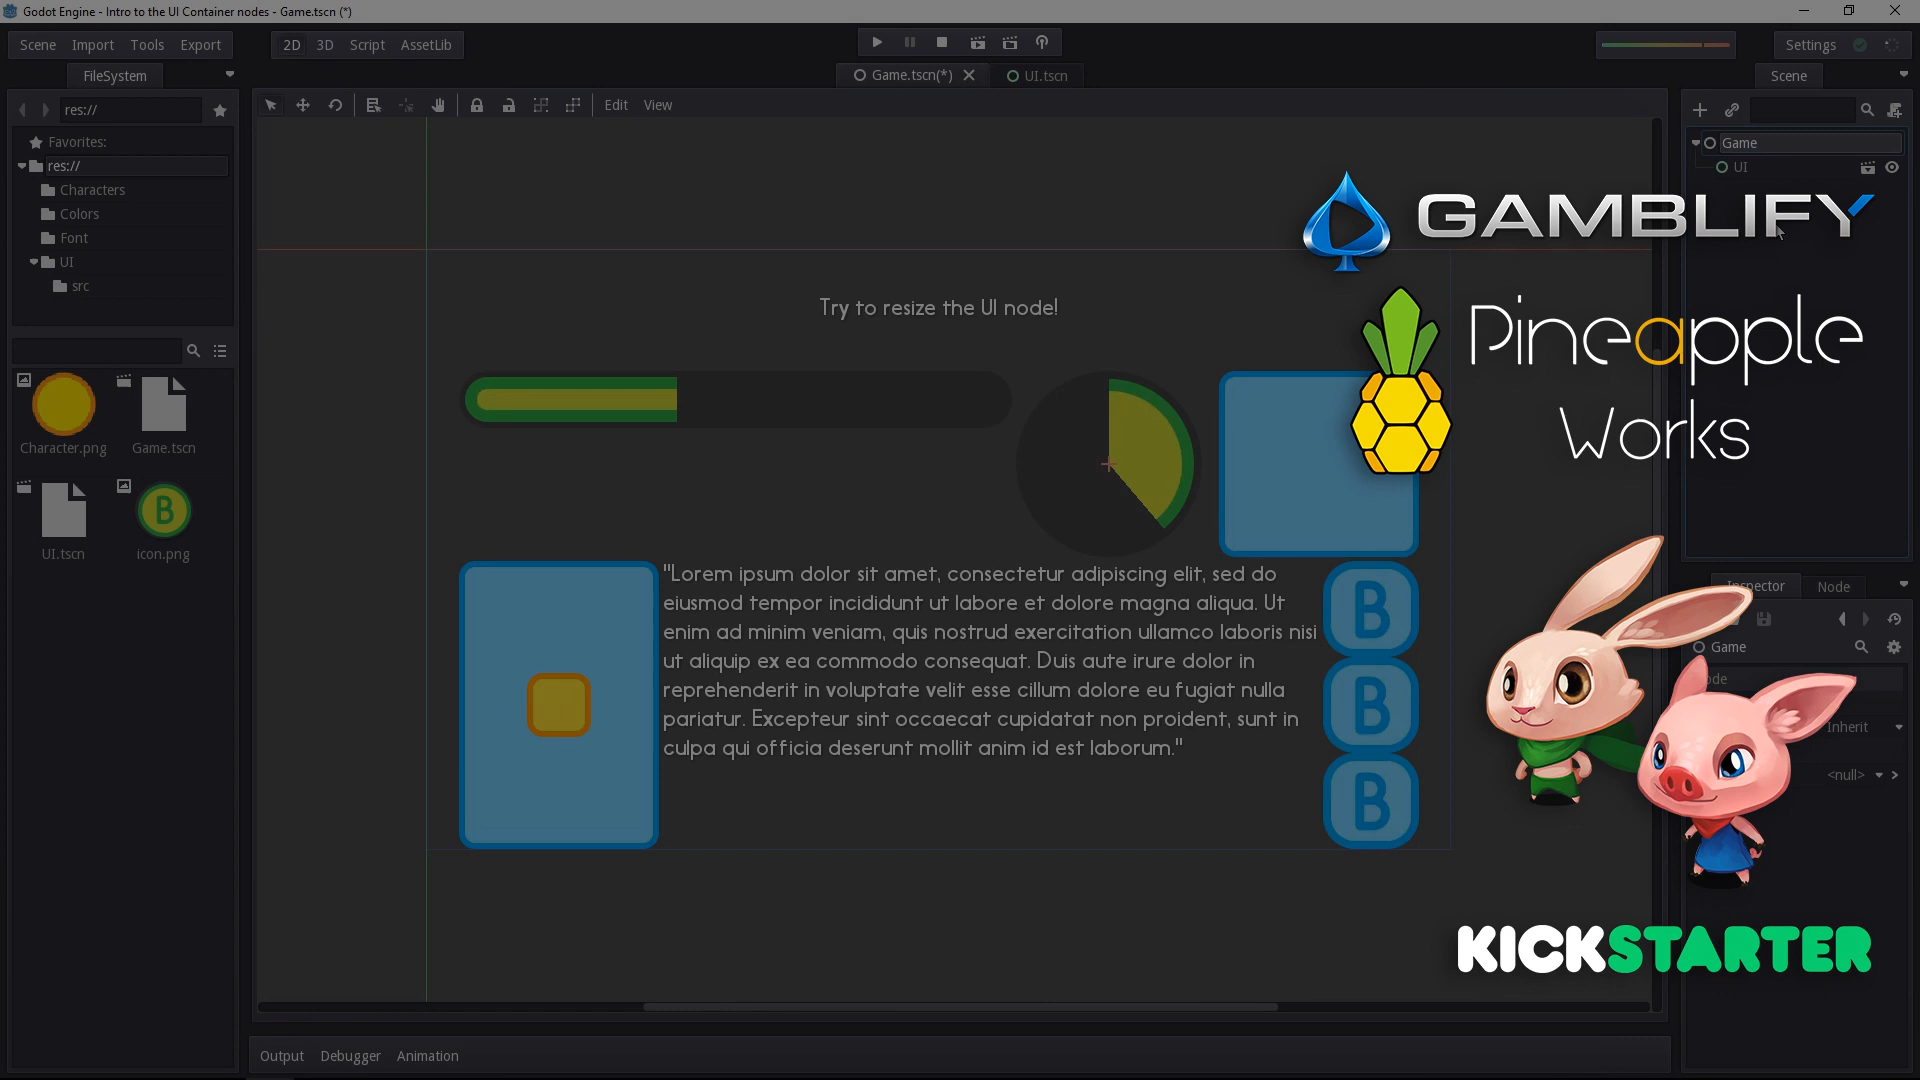 Godot Engine - Intro to the UI Container nodes - Game.tscn (*)
Scene Import Tools Export
2D 3D Script AssetLib
Settings
FileSystem
Game.tscn(*) UI.tscn
Scene
res://
Edit View
Favorites:
res://
Characters
Colors
Font
UI
src
Game
UI
GAMBLIFY
Try to resize the UI node!
Pineapple
Works
Character.png Game.tscn
B
UI.tscn icon.png
"Lorem ipsum dolor sit amet, consectetur adipiscing elit, sed do
eiusmod tempor incididunt ut labore et dolore magna aliqua. Ut
enim ad minim veniam, quis nostrud exercitation ullamco laboris nisi
ut aliquip ex ea commodo consequat. Duis aute irure dolor in
reprehenderit in voluptate velit esse cillum dolore eu fugiat nulla
pariatur. Excepteur sint occaecat cupidatat non proident, sunt in
culpa qui officia deserunt mollit anim id est laborum."
B
B
B
Inspector Node
Game
Inherit
<null>
KICKSTARTER
Output Debugger Animation